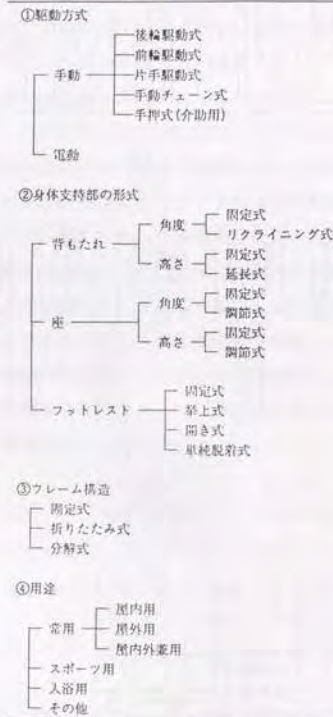 ①駆動方式
後輪駆動式
前輪駆動式
手動 片手駆動式
手動チェーン式
手押式(介助用)
電動
②身体支持部の形式
背もたれ 角度 固定式
リクライニング式
高さ 固定式
延長式
座 角度 固定式
調節式
高さ 固定式
調節式
フットレスト 固定式
挙上式
開き式
単純脱着式
③フレーム構造
固定式
折りたたみ式
分解式
④用途
屋内用
常用 屋外用
屋内外兼用
スポーツ用
入浴用
その他